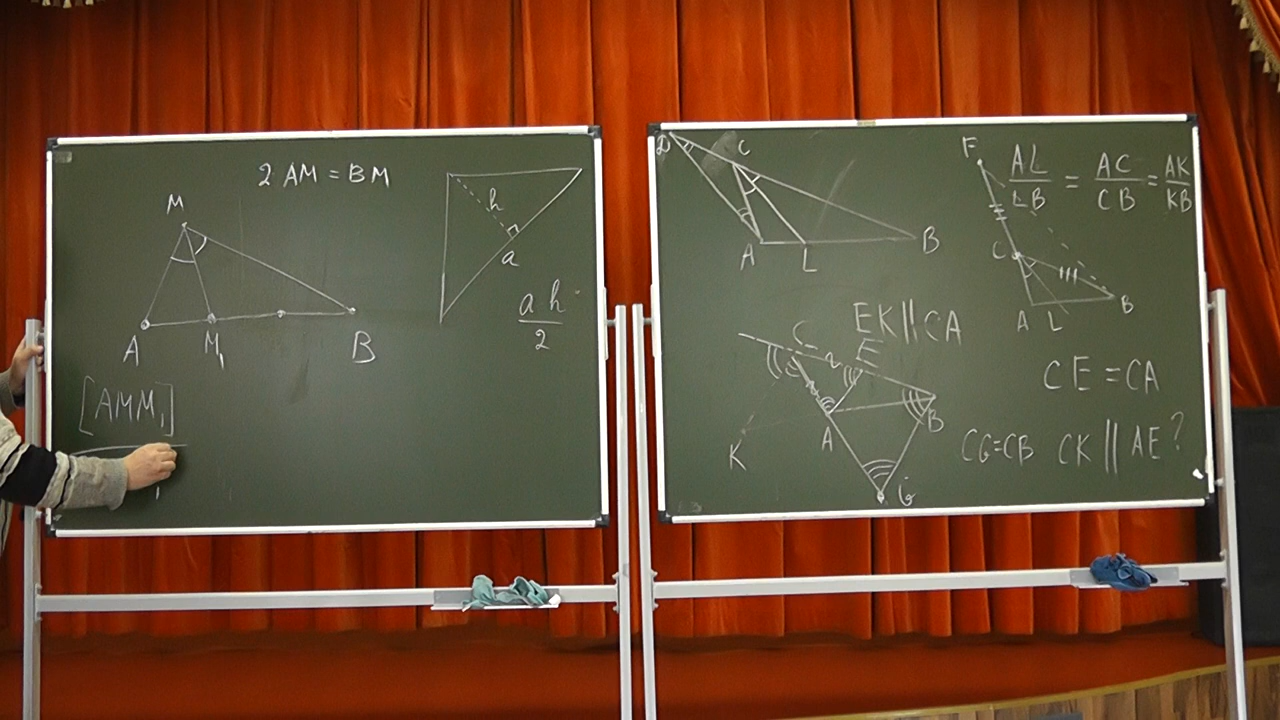 2 AM = BM
M
h
a
A M₁ B
a h
2
[AMM₁]
D C
A L B
F
AL/LB = AC/CB = AK/KB
C
A L B
EK || CA
C E
K A B
G
CE = CA
CG=CB CK || AE ?